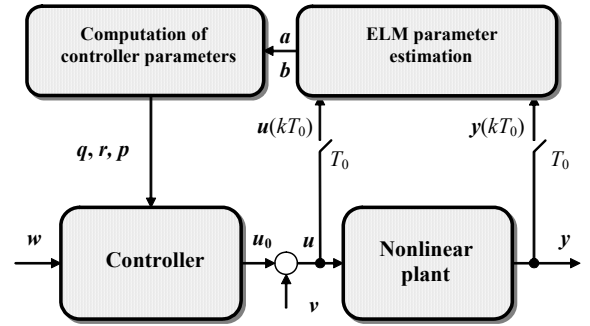 Computation of
controller parameters
a
b
ELM parameter
estimation
u(kT0)
y(kT0)
T0
T0
q, r, p
w
Controller
u0
u
v
Nonlinear
plant
y